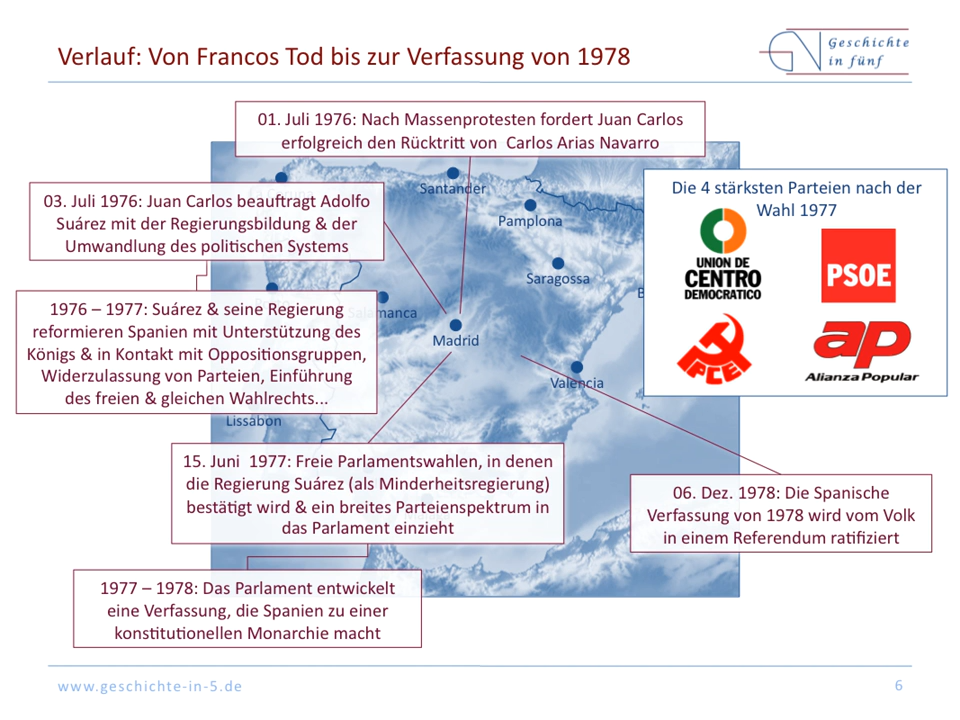 Verlauf: Von Francos Tod bis zur Verfassung von 1978
Geschichte
in fünf
01. Juli 1976: Nach Massenprotesten fordert Juan Carlos
erfolgreich den Rücktritt von Carlos Arias Navarro
03. Juli 1976: Juan Carlos beauftragt Adolfo
Suárez mit der Regierungsbildung & der
Umwandlung des politischen Systems
1976 – 1977: Suárez & seine Regierung
reformieren Spanien mit Unterstützung des
Königs & in Kontakt mit Oppositionsgruppen,
Widerzulassung von Parteien, Einführung
des freien & gleichen Wahlrechts...
Santander
Pamplona
Saragossa
Madrid
Valencia
Lissabon
Die 4 stärksten Parteien nach der
Wahl 1977
UNION DE
CENTRO
DEMOCRATICO
PSOE
PCE
ap
Alianza Popular
15. Juni 1977: Freie Parlamentswahlen, in denen
die Regierung Suárez (als Minderheitsregierung)
bestätigt wird & ein breites Parteienspektrum in
das Parlament einzieht
06. Dez. 1978: Die Spanische
Verfassung von 1978 wird vom Volk
in einem Referendum ratifiziert
1977 – 1978: Das Parlament entwickelt
eine Verfassung, die Spanien zu einer
konstitutionellen Monarchie macht
www.geschichte-in-5.de
6